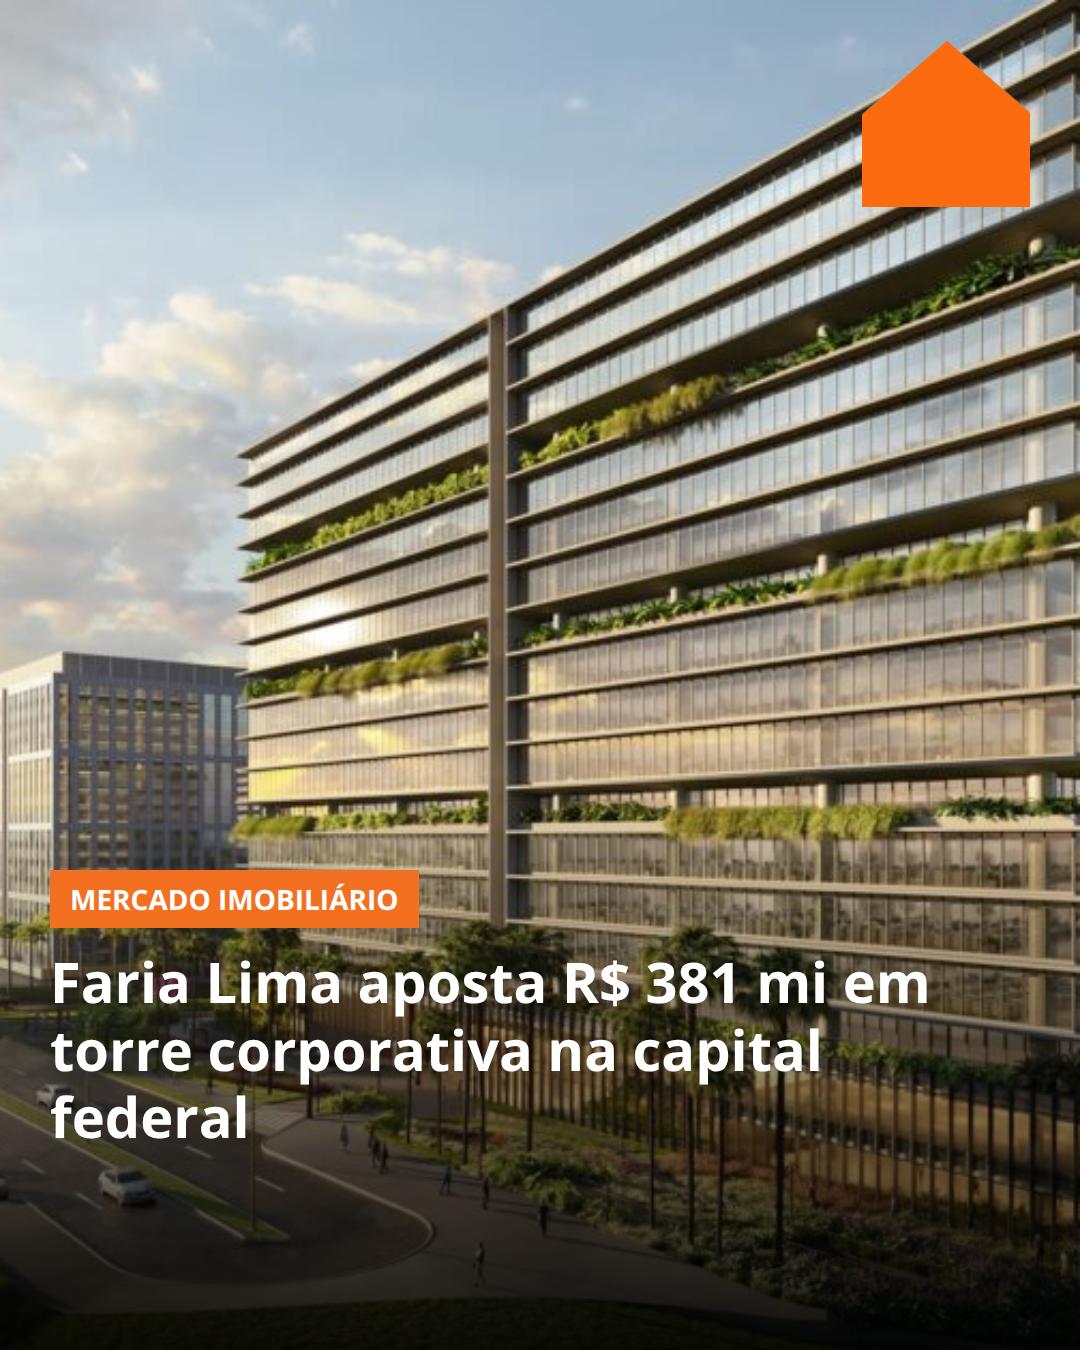 MERCADO IMOBILIÁRIO
Faria Lima aposta R$ 381 mi em
torre corporativa na capital
federal